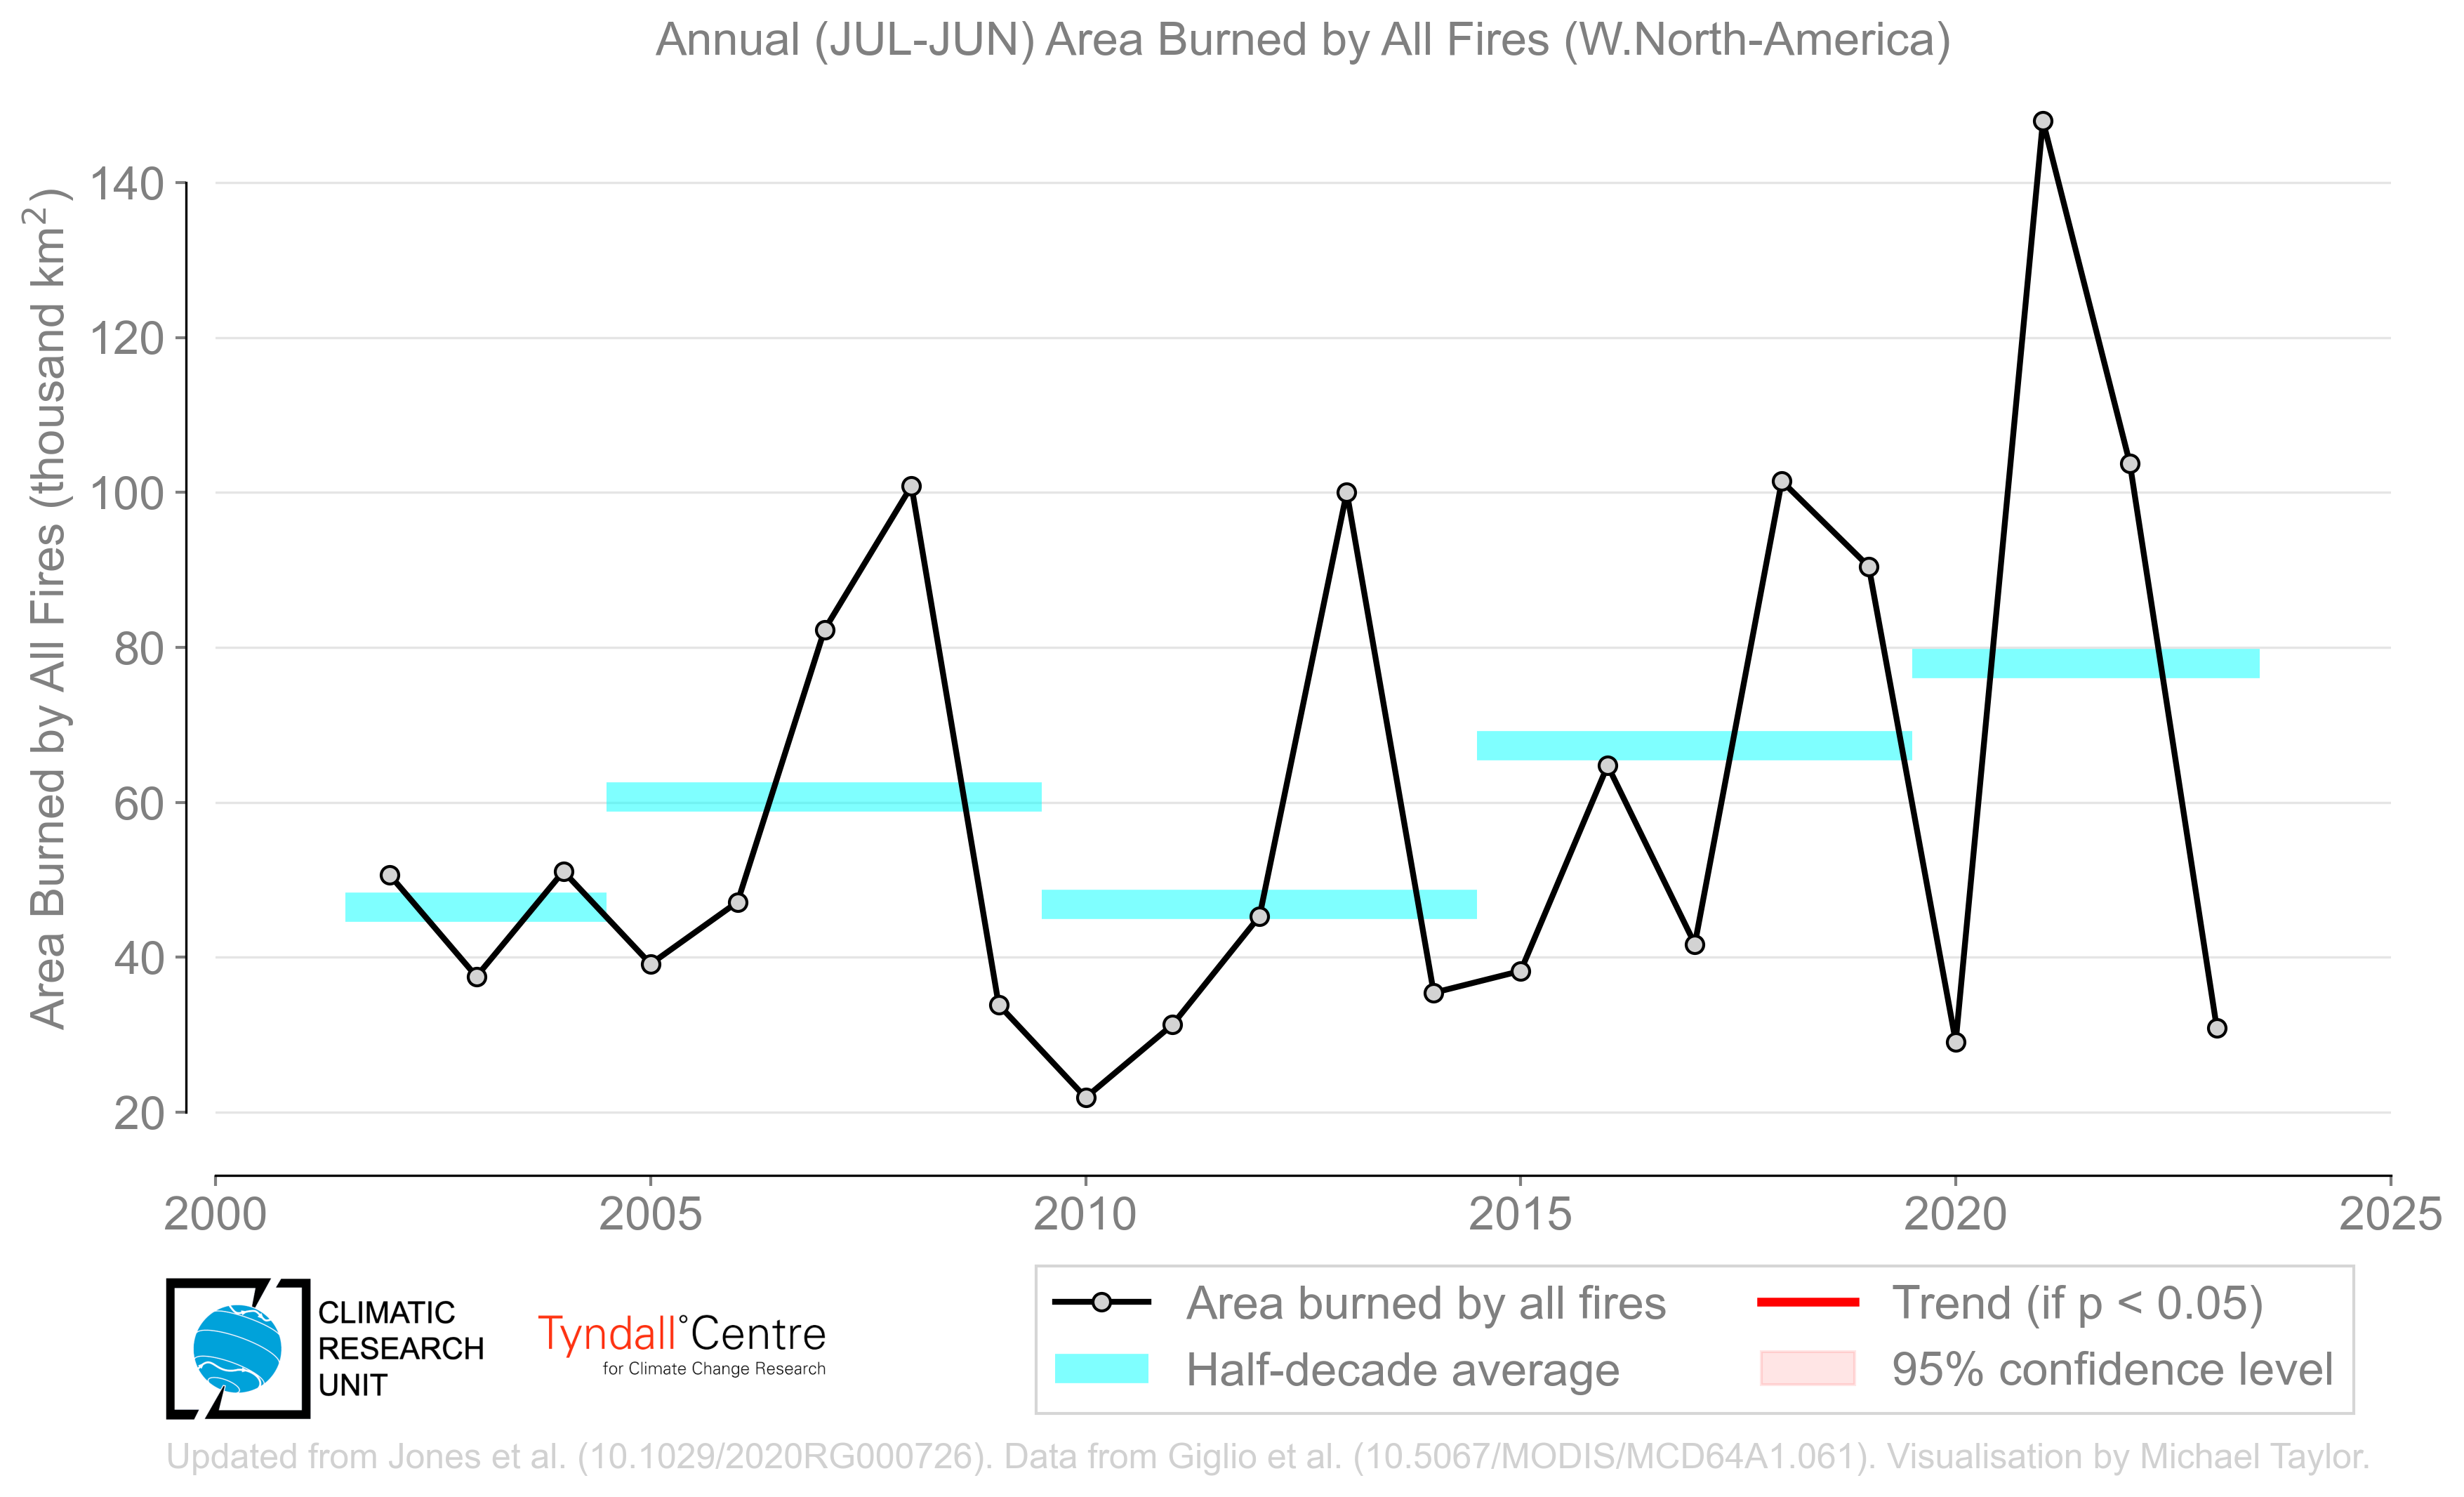 Annual (JUL-JUN) Area Burned by All Fires (W.North-America)
Area Burned by All Fires (thousand km²)
140
120
100
80
60
40
20
2000 2005 2010 2015 2020 2025
CLIMATIC
RESEARCH
UNIT
Tyndall°Centre
for Climate Change Research
Area burned by all fires
Half-decade average
Trend (if p < 0.05)
95% confidence level
Updated from Jones et al. (10.1029/2020RG000726). Data from Giglio et al. (10.5067/MODIS/MCD64A1.061). Visualisation by Michael Taylor.